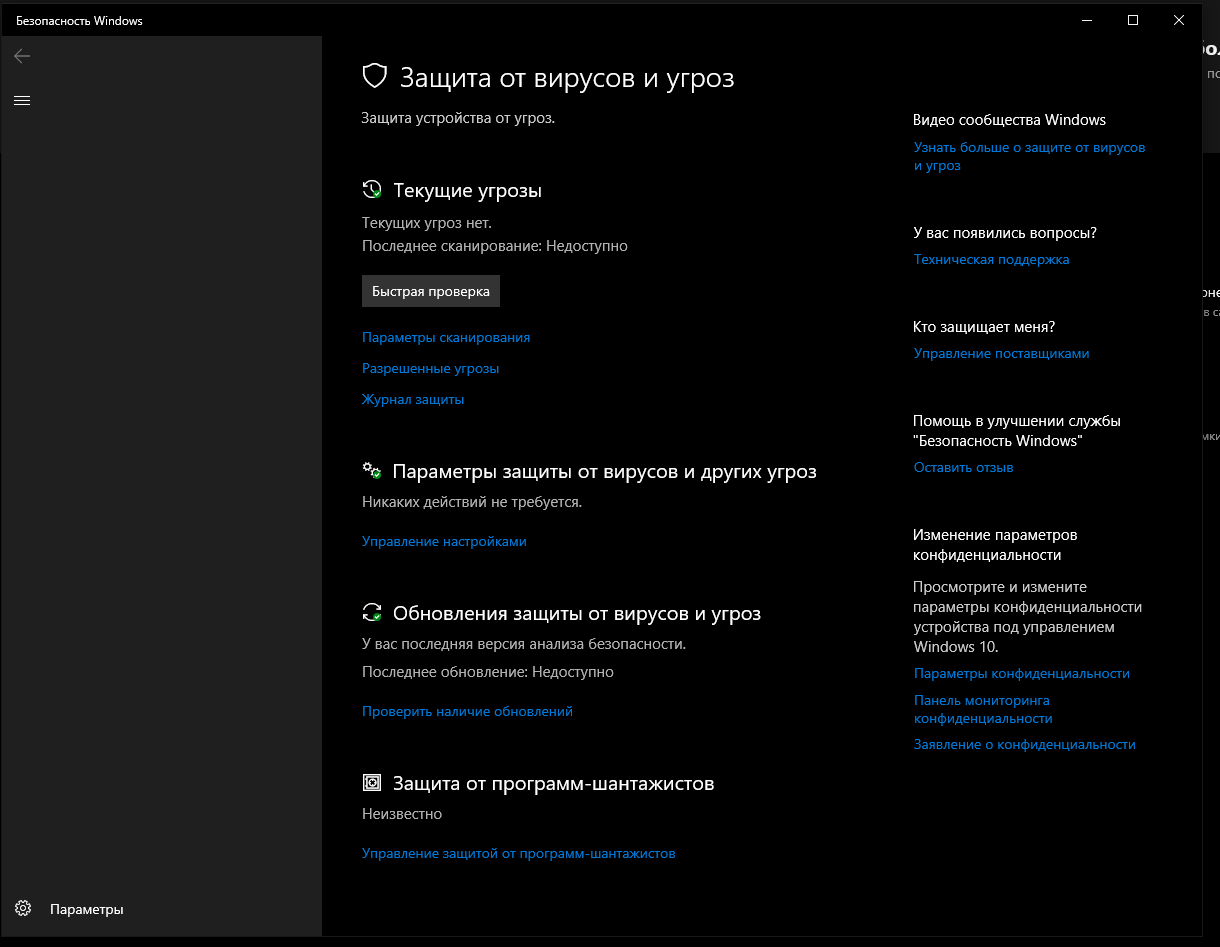 Безопасность Windows
Защита от вирусов и угроз
Защита устройства от угроз.
Текущие угрозы
Текущих угроз нет.
Последнее сканирование: Недоступно
Быстрая проверка
Параметры сканирования
Разрешенные угрозы
Журнал защиты
Параметры защиты от вирусов и других угроз
Никаких действий не требуется.
Управление настройками
Обновления защиты от вирусов и угроз
У вас последняя версия анализа безопасности.
Последнее обновление: Недоступно
Проверить наличие обновлений
Защита от программ-шантажистов
Неизвестно
Управление защитой от программ-шантажистов
Видео сообщества Windows
Узнать больше о защите от вирусов
и угроз
У вас появились вопросы?
Техническая поддержка
Кто защищает меня?
Управление поставщиками
Помощь в улучшении службы
"Безопасность Windows"
Оставить отзыв
Изменение параметров
конфиденциальности
Просмотрите и измените
параметры конфиденциальности
устройства под управлением
Windows 10.
Параметры конфиденциальности
Панель мониторинга
конфиденциальности
Заявление о конфиденциальности
Параметры